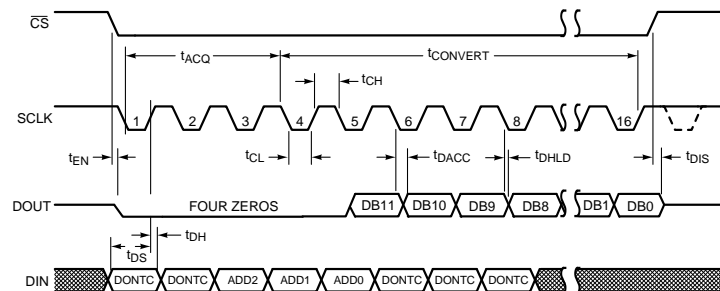 CS
tACQ
tCONVERT
tCH
SCLK
1 2 3 4 5 6 7 8 16
tEN
tCL
tDACC
tDHLD
tDIS
DOUT
FOUR ZEROS
DB11 DB10 DB9 DB8 DB1 DB0
tDS
tDH
DIN
DONTC DONTC ADD2 ADD1 ADD0 DONTC DONTC DONTC